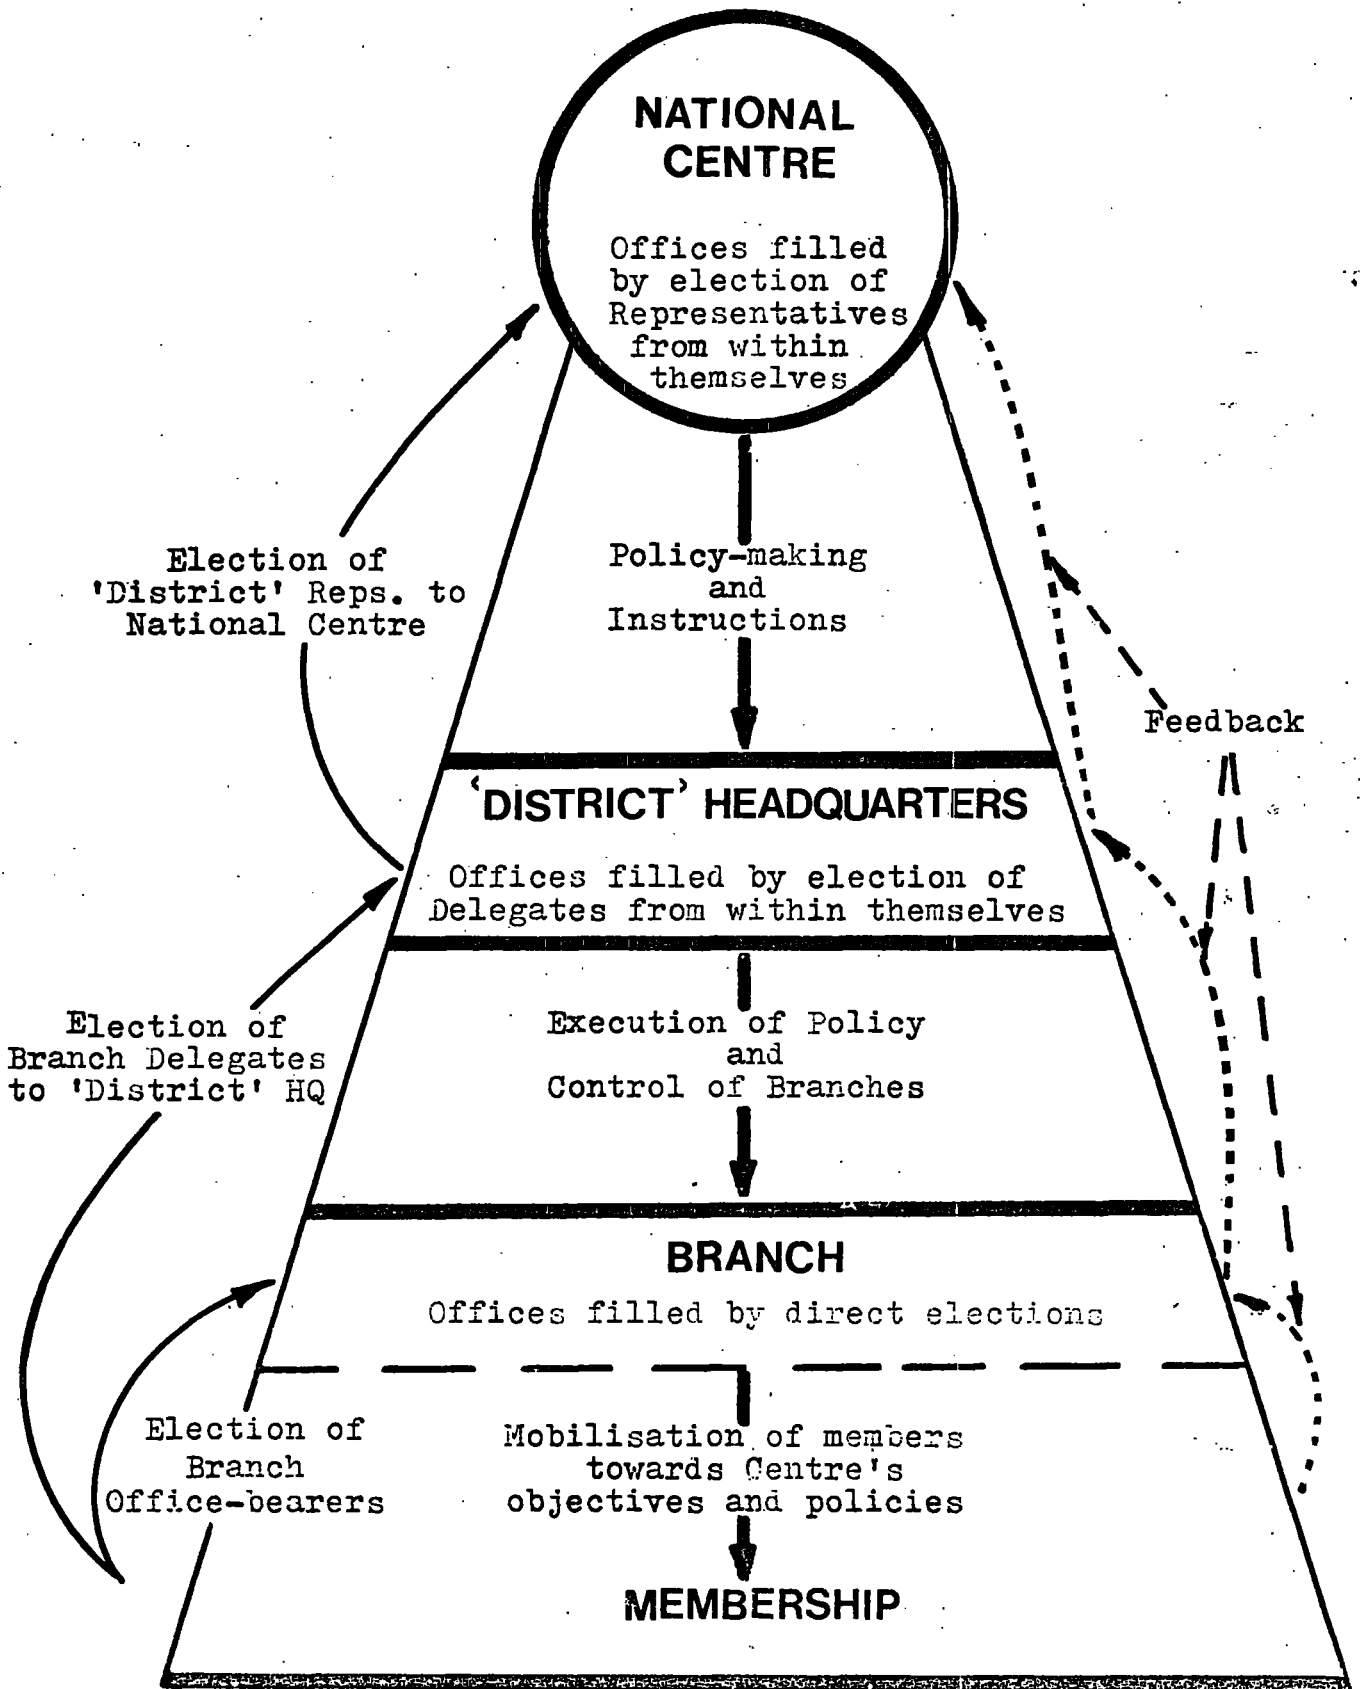 NATIONAL
CENTRE
Offices filled
by election of
Representatives
from within
themselves
Election of
'District' Reps. to
National Centre
Policy-making
and
Instructions
Feedback
'DISTRICT' HEADQUARTERS
Offices filled by election of
Delegates from within themselves
Election of
Branch Delegates
to 'District' HQ
Execution of Policy
and
Control of Branches
BRANCH
Offices filled by direct elections
Election of
Branch
Office-bearers
Mobilisation of members
towards Centre's
objectives and policies
MEMBERSHIP